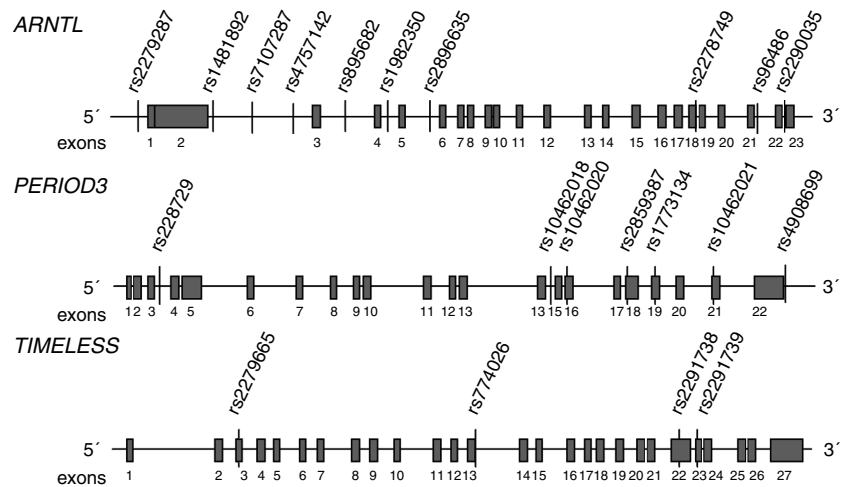 ARNTL
rs2279287 rs1481892 rs7107287 rs4757142 rs895682 rs1982350 rs2896635 rs2278749 rs96486 rs2290035
5´ 3´
exons 1 2 3 4 5 6 7 8 9 10 11 12 13 14 15 16 17 18 19 20 21 22 23
PERIOD3
rs228729 rs10462018 rs10462020 rs2859387 rs1773134 rs10462021 rs4908699
5´ 3´
exons 1 2 3 4 5 6 7 8 9 10 11 12 13 13 15 16 17 18 19 20 21 22
TIMELESS
rs2279665 rs774026 rs2291738 rs2291739
5´ 3´
exons 1 2 3 4 5 6 7 8 9 10 11 12 13 14 15 16 17 18 19 20 21 22 23 24 25 26 27